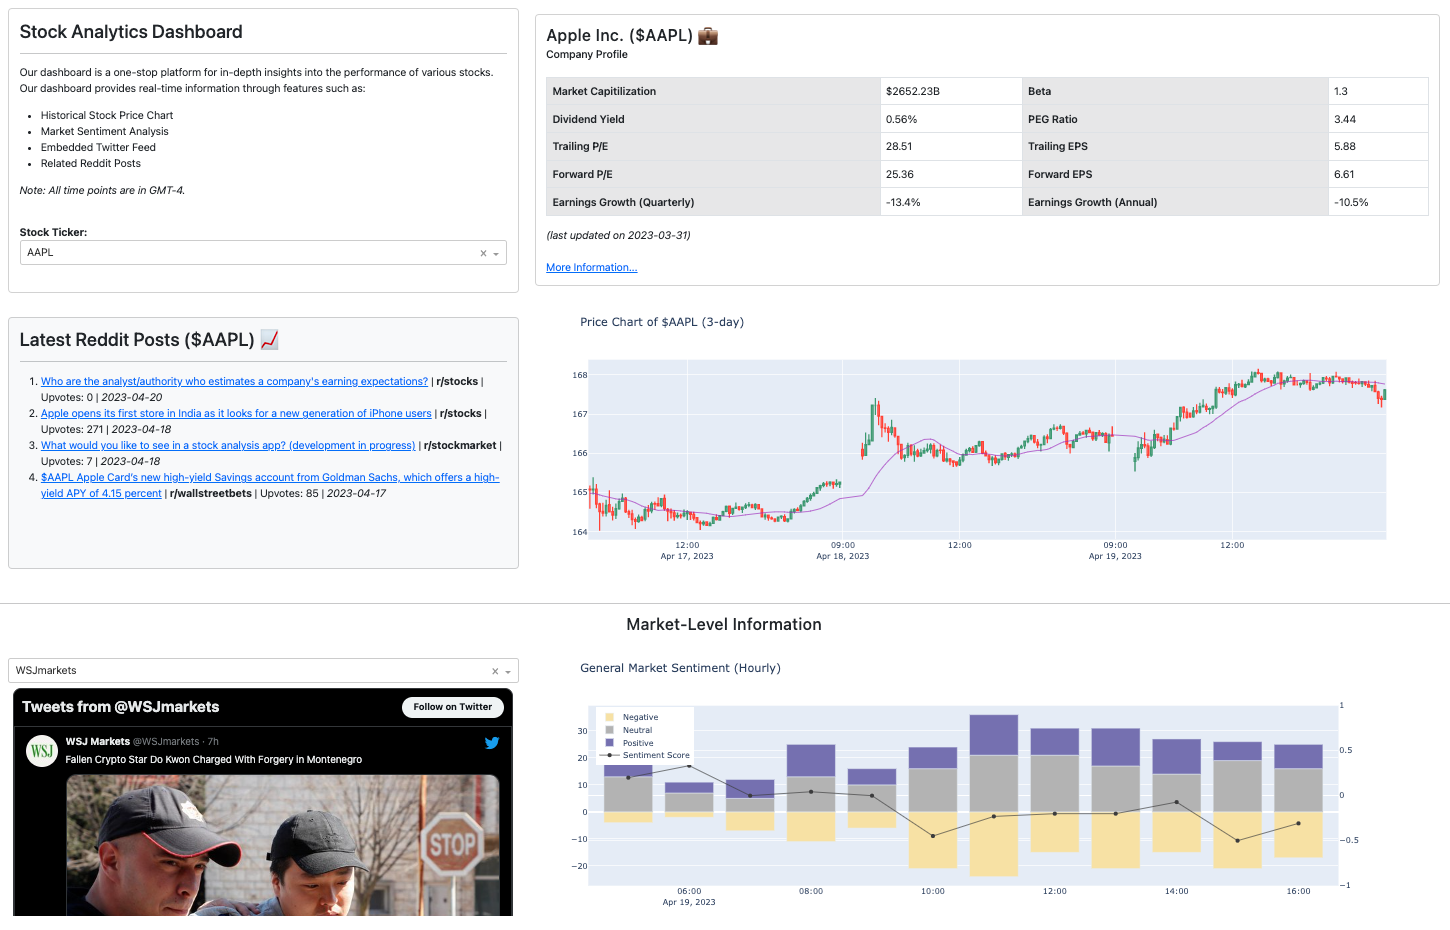 Stock Analytics Dashboard
Our dashboard is a one-stop platform for in-depth insights into the performance of various stocks.
Our dashboard provides real-time information through features such as:
• Historical Stock Price Chart
• Market Sentiment Analysis
• Embedded Twitter Feed
• Related Reddit Posts
Note: All time points are in GMT-4.
Stock Ticker:
AAPL
Apple Inc. ($AAPL) 💼
Company Profile
Market Capitilization $2652.23B Beta 1.3
Dividend Yield 0.56% PEG Ratio 3.44
Trailing P/E 28.51 Trailing EPS 5.88
Forward P/E 25.36 Forward EPS 6.61
Earnings Growth (Quarterly) -13.4% Earnings Growth (Annual) -10.5%
(last updated on 2023-03-31)
More Information...
Latest Reddit Posts ($AAPL) 📈
1. Who are the analyst/authority who estimates a company's earning expectations? | r/stocks |
Upvotes: 0 | 2023-04-20
2. Apple opens its first store in India as it looks for a new generation of iPhone users | r/stocks |
Upvotes: 271 | 2023-04-18
3. What would you like to see in a stock analysis app? (development in progress) | r/stockmarket |
Upvotes: 7 | 2023-04-18
4. $AAPL Apple Card's new high-yield Savings account from Goldman Sachs, which offers a high-
yield APY of 4.15 percent | r/wallstreetbets | Upvotes: 85 | 2023-04-17
Price Chart of $AAPL (3-day)
168
167
166
165
164
12:00 09:00 12:00 09:00 12:00
Apr 17, 2023 Apr 18, 2023 Apr 19, 2023
Market-Level Information
WSJmarkets
Tweets from @WSJmarkets
Follow on Twitter
WSJ
WSJ Markets @WSJmarkets · 7h
Fallen Crypto Star Do Kwon Charged With Forgery in Montenegro
STOP
General Market Sentiment (Hourly)
Negative
Neutral
Positive
Sentiment Score
30
20
10
0
−10
−20
1
0.5
0
−0.5
−1
06:00 08:00 10:00 12:00 14:00 16:00
Apr 19, 2023